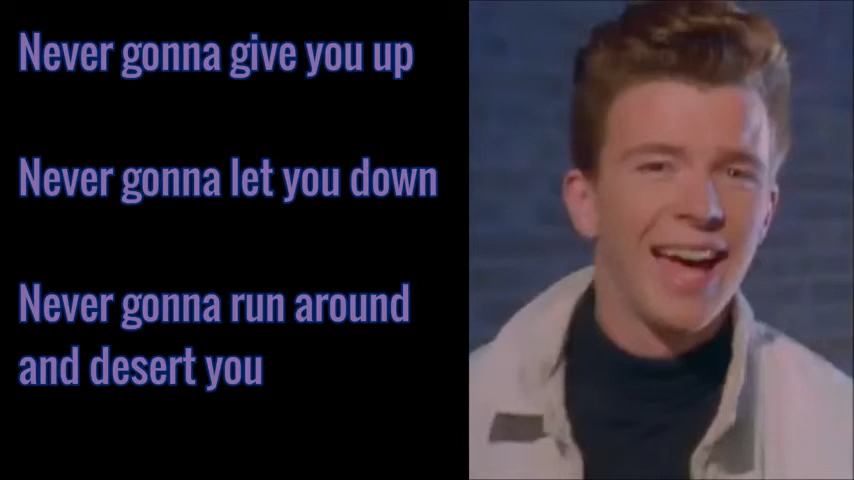 Never gonna give you up
Never gonna let you down
Never gonna run around
and desert you